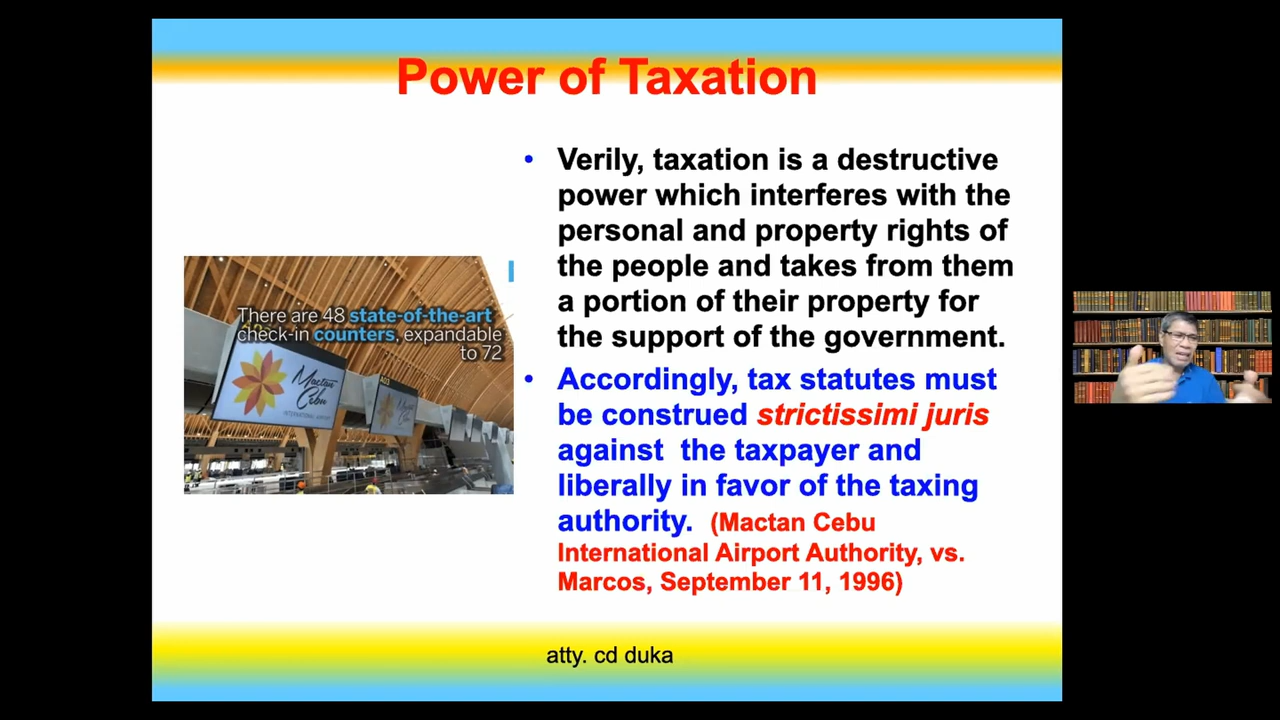 Power of Taxation
• Verily, taxation is a destructive
power which interferes with the
personal and property rights of
the people and takes from them
a portion of their property for
the support of the government.
• Accordingly, tax statutes must
be construed strictissimi juris
against the taxpayer and
liberally in favor of the taxing
authority. (Mactan Cebu
International Airport Authority, vs.
Marcos, September 11, 1996)
There are 48 state-of-the-art
check-in counters, expandable
to 72
Mactan
Cebu
INTERNATIONAL AIRPORT
A03
atty. cd duka